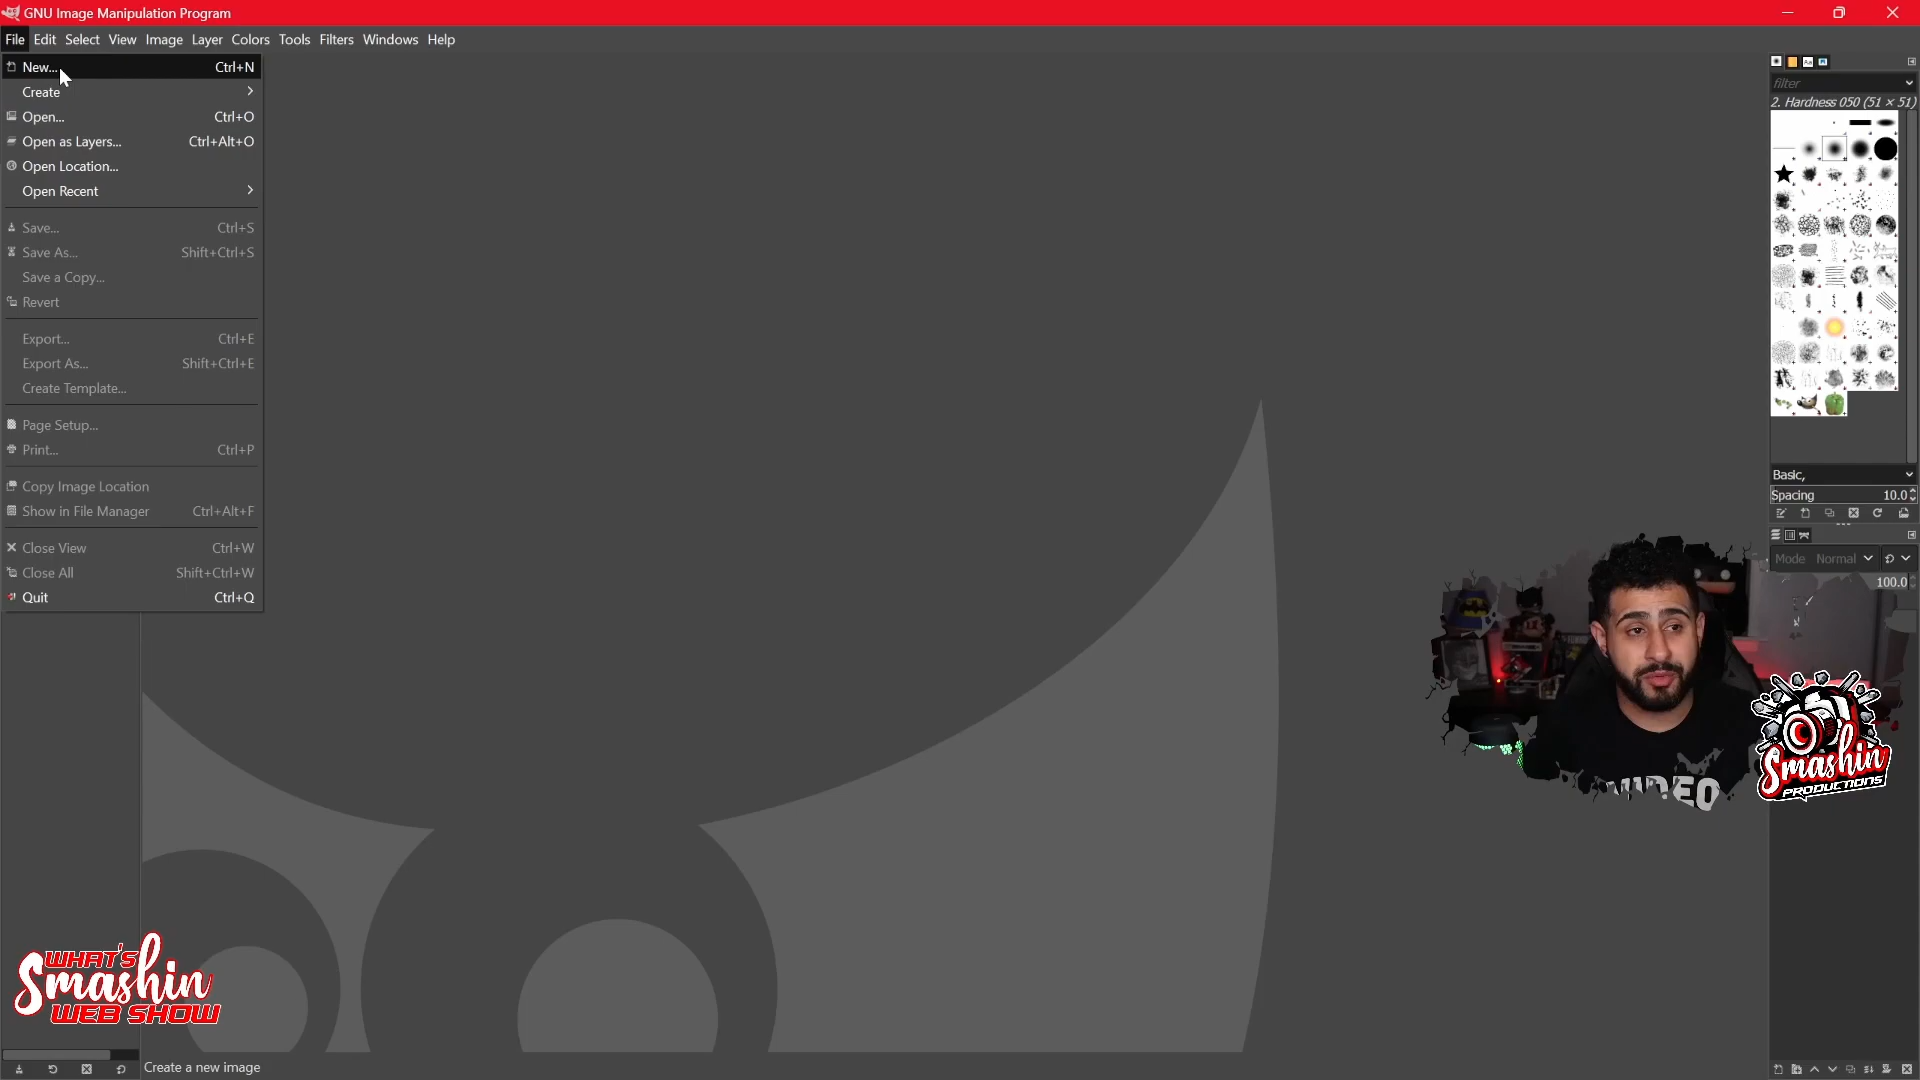 GNU Image Manipulation Program
File Edit Select View Image Layer Colors Tools Filters Windows Help
New... Ctrl+N
Create
Open... Ctrl+O
Open as Layers... Ctrl+Alt+O
Open Location...
Open Recent
Save... Ctrl+S
Save As... Shift+Ctrl+S
Save a Copy...
Revert
Export... Ctrl+E
Export As... Shift+Ctrl+E
Create Template...
Page Setup...
Print... Ctrl+P
Copy Image Location
Show in File Manager Ctrl+Alt+F
Close View Ctrl+W
Close All Shift+Ctrl+W
Quit Ctrl+Q
filter
2. Hardness 050 (51 × 51)
Basic,
Spacing 10.0
Mode Normal
100.0
VIDEO
Smashin
PRODUCTIONS
WHAT'S
Smashin
WEB SHOW
Create a new image